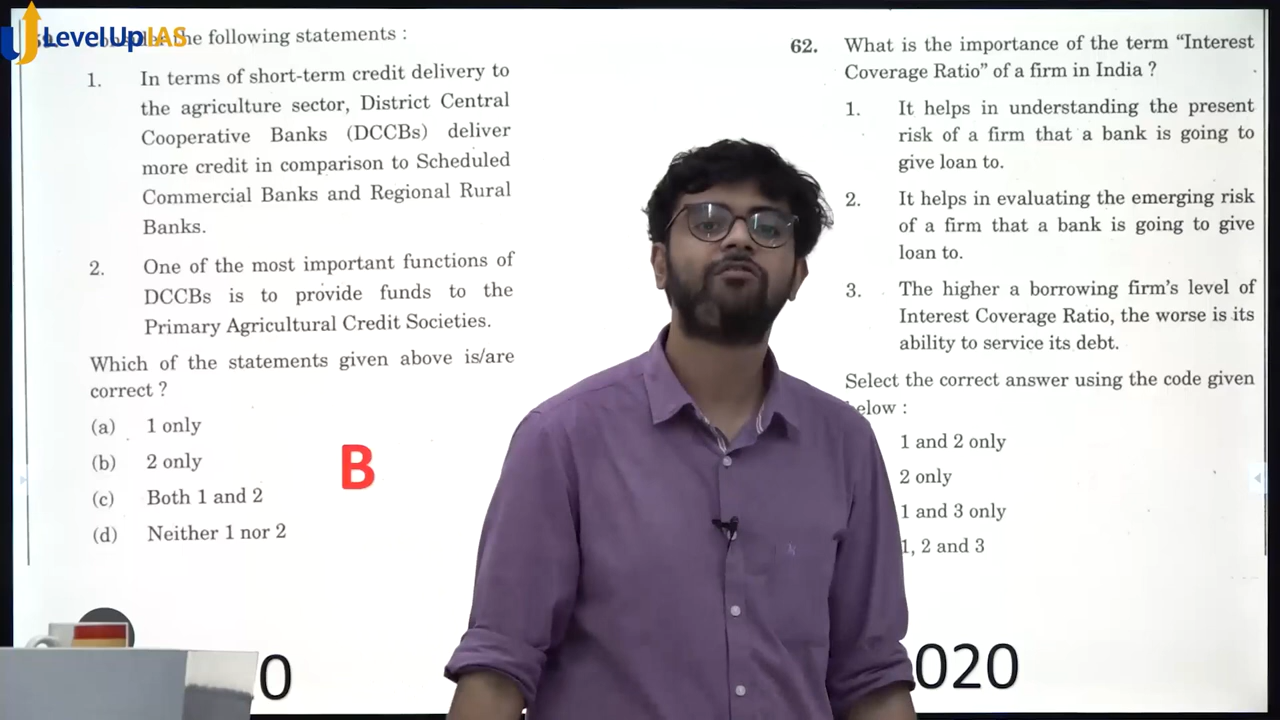 LevelUpIAS
59. Consider the following statements :
1. In terms of short-term credit delivery to
the agriculture sector, District Central
Cooperative Banks (DCCBs) deliver
more credit in comparison to Scheduled
Commercial Banks and Regional Rural
Banks.
2. One of the most important functions of
DCCBs is to provide funds to the
Primary Agricultural Credit Societies.
Which of the statements given above is/are
correct ?
(a) 1 only
(b) 2 only
(c) Both 1 and 2
(d) Neither 1 nor 2
B
0
62. What is the importance of the term “Interest
Coverage Ratio” of a firm in India ?
1. It helps in understanding the present
risk of a firm that a bank is going to
give loan to.
2. It helps in evaluating the emerging risk
of a firm that a bank is going to give
loan to.
3. The higher a borrowing firm’s level of
Interest Coverage Ratio, the worse is its
ability to service its debt.
Select the correct answer using the code given
below :
1 and 2 only
2 only
1 and 3 only
1, 2 and 3
020